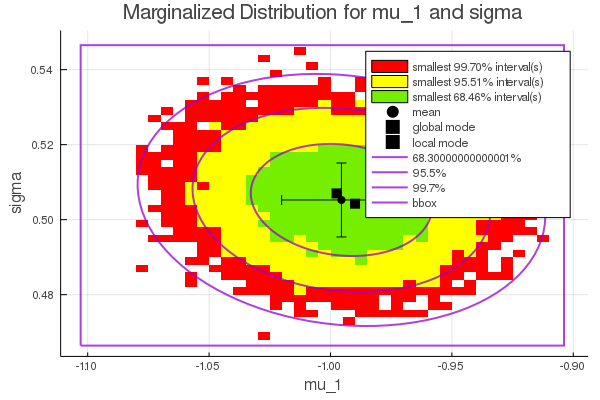 Marginalized Distribution for mu_1 and sigma
smallest 99.70% interval(s)
smallest 95.51% interval(s)
smallest 68.46% interval(s)
mean
global mode
local mode
68.3000000000001%
95.5%
99.7%
bbox
sigma
0.54
0.52
0.50
0.48
-1.10
-1.05
-1.00
-0.95
-0.90
mu_1